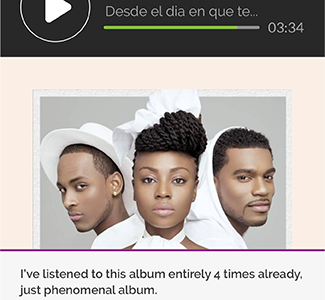 Desde el dia en que te...
03:34
I've listened to this album entirely 4 times already,
just phenomenal album.